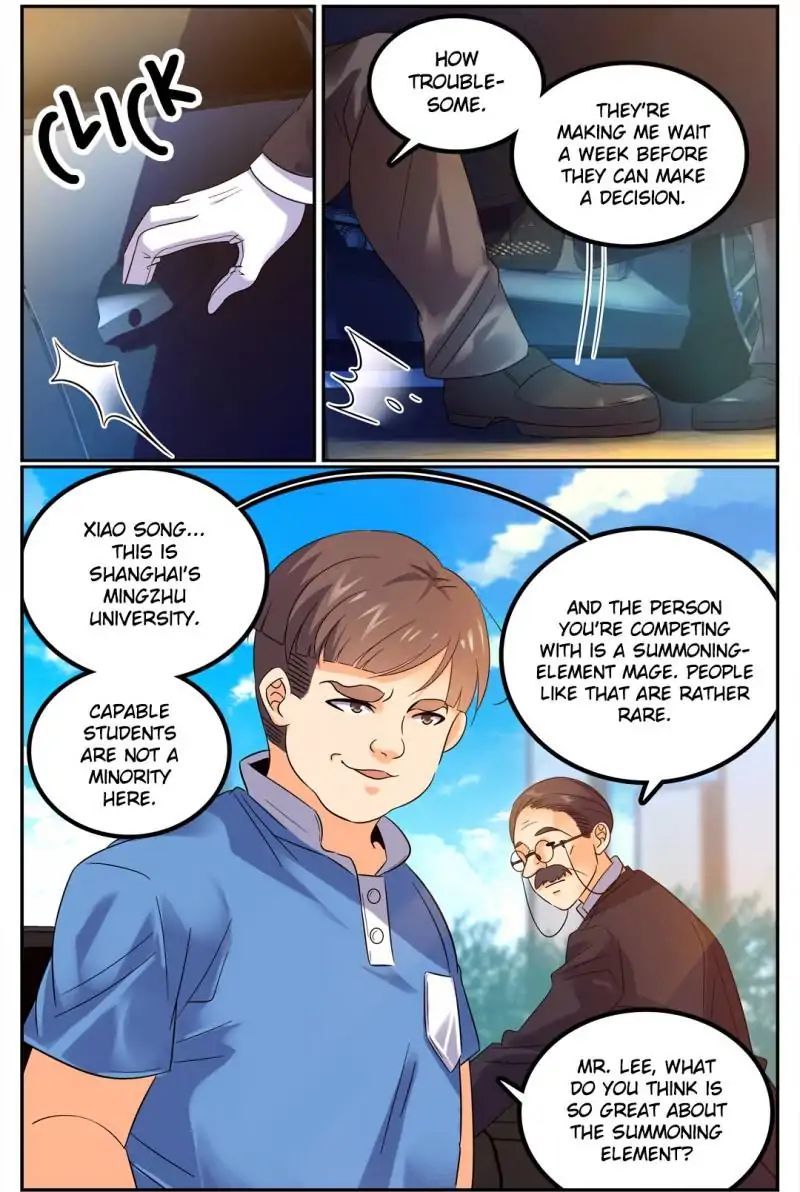 CLICK
HOW
TROUBLE-
SOME.
THEY'RE
MAKING ME WAIT
A WEEK BEFORE
THEY CAN MAKE
A DECISION.
XIAO SONG...
THIS IS
SHANGHAI'S
MINGZHU
UNIVERSITY.
CAPABLE
STUDENTS
ARE NOT A
MINORITY
HERE.
AND THE PERSON
YOU'RE COMPETING
WITH IS A SUMMONING-
ELEMENT MAGE. PEOPLE
LIKE THAT ARE RATHER
RARE.
MR. LEE, WHAT
DO YOU THINK IS
SO GREAT ABOUT
THE SUMMONING
ELEMENT?